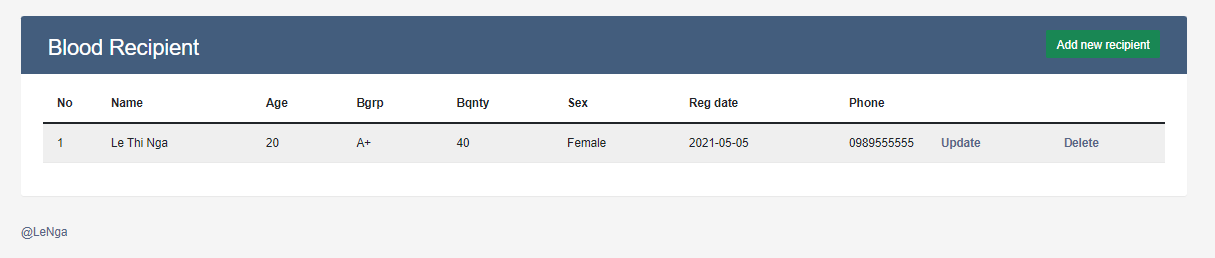 Blood Recipient Add new recipient
No Name Age Bgrp Bqnty Sex Reg date Phone
1 Le Thi Nga 20 A+ 40 Female 2021-05-05 0989555555 Update Delete
@LeNga